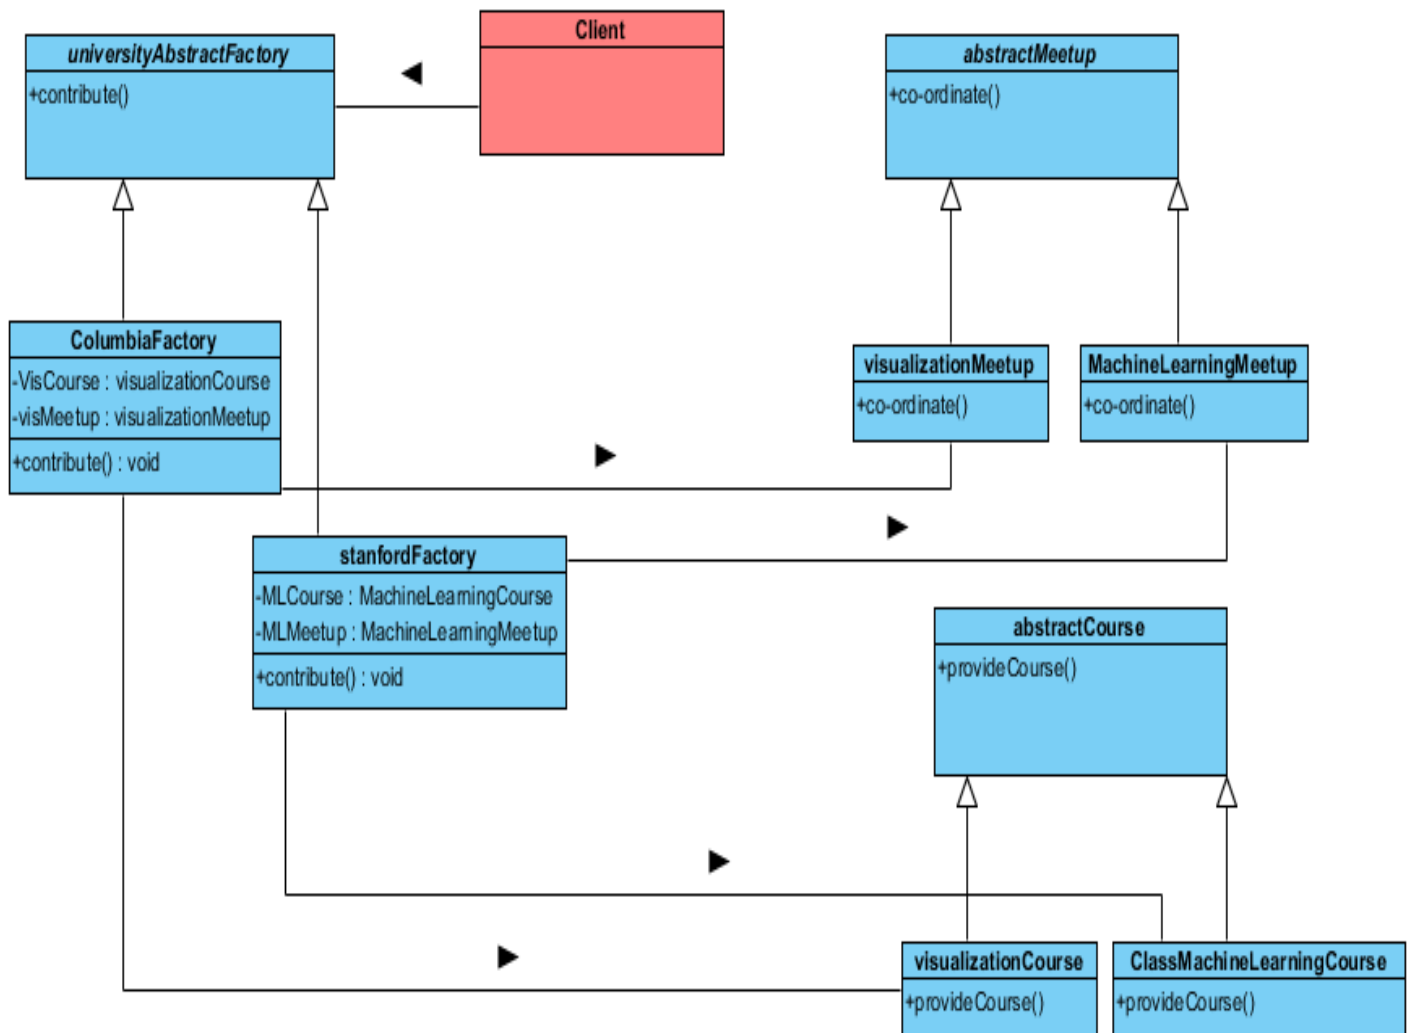 universityAbstractFactory
+contribute()
Client
abstractMeetup
+co-ordinate()
ColumbiaFactory
-VisCourse : visualizationCourse
-visMeetup : visualizationMeetup
+contribute() : void
visualizationMeetup
+co-ordinate()
MachineLearningMeetup
+co-ordinate()
stanfordFactory
-MLCourse : MachineLearningCourse
-MLMeetup : MachineLearningMeetup
+contribute() : void
abstractCourse
+provideCourse()
visualizationCourse
+provideCourse()
ClassMachineLearningCourse
+provideCourse()